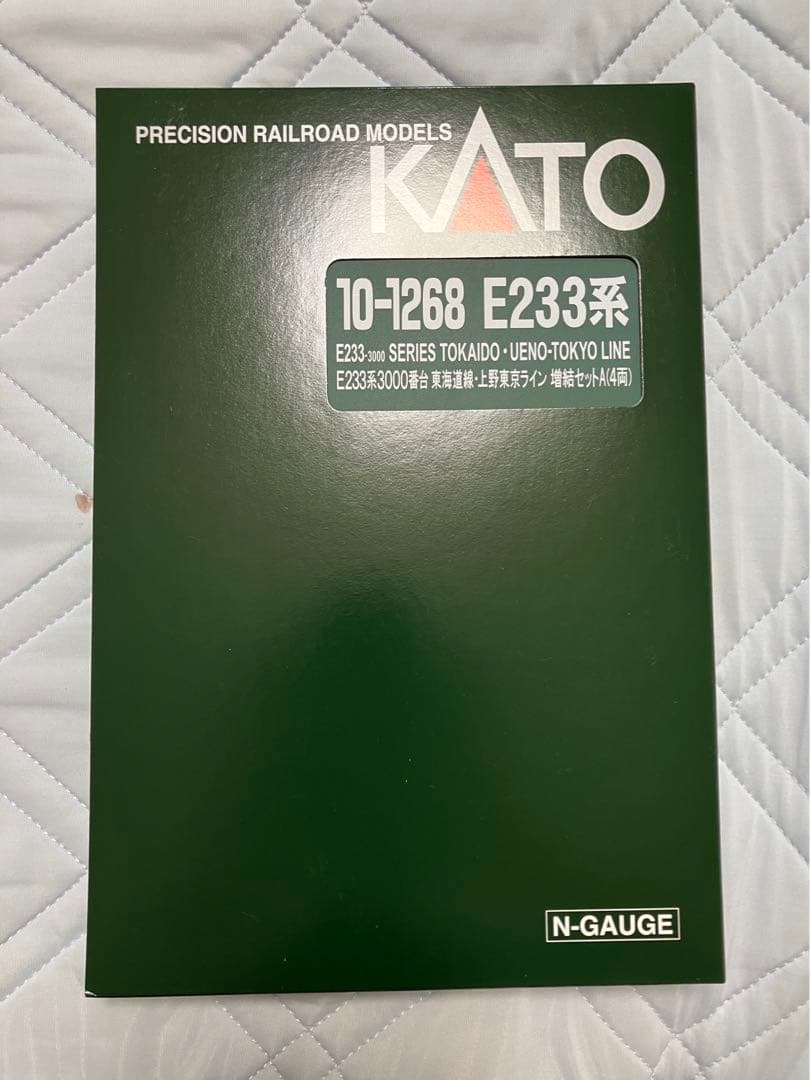 PRECISION RAILROAD MODELS
KATO
10-1268 E233系
E233-3000 SERIES TOKAIDO・UENO-TOKYO LINE
E233系3000番台 東海道線・上野東京ライン 増結セットA(4両)
N-GAUGE